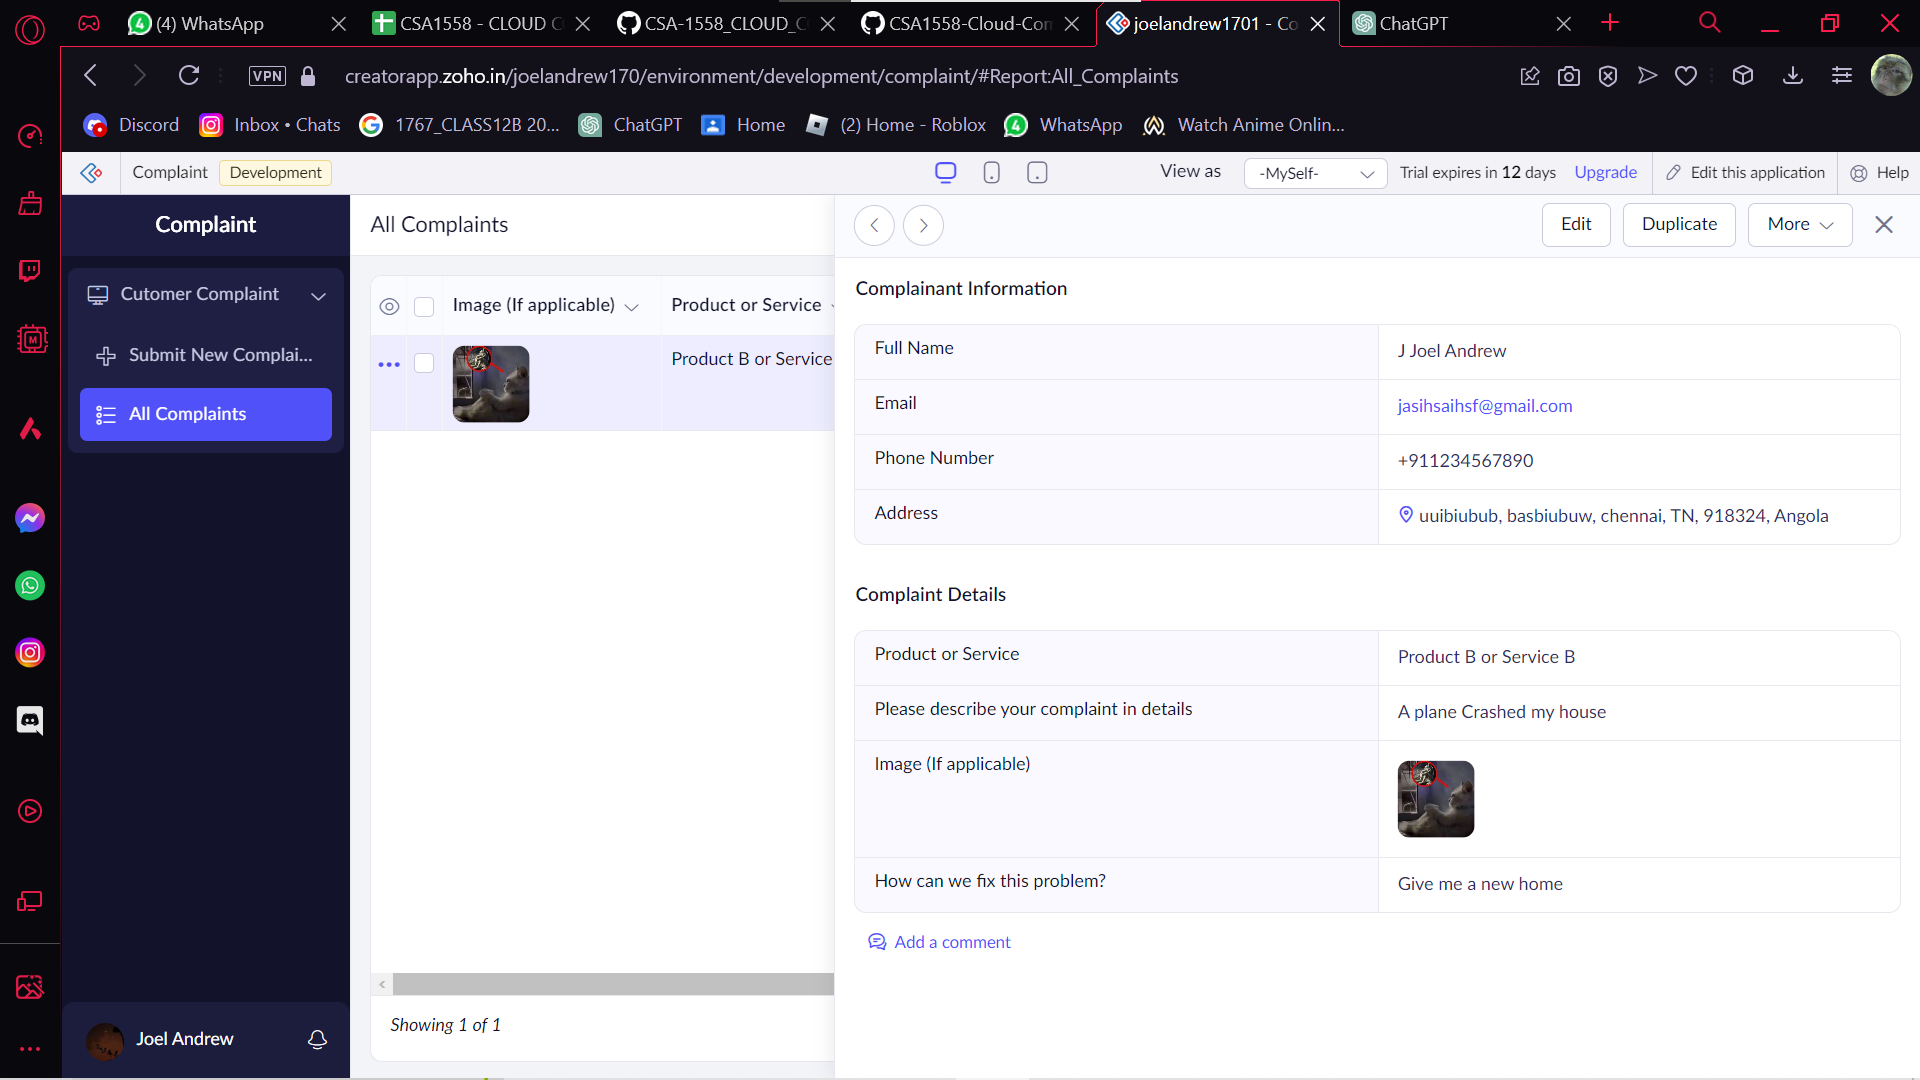 (4) WhatsApp
CSA1558 - CLOUD C
CSA-1558_CLOUD_C
CSA1558-Cloud-Con
joelandrew1701 - Co
ChatGPT
VPN
creatorapp.zoho.in/joelandrew170/environment/development/complaint/#Report:All_Complaints
Discord
Inbox • Chats
1767_CLASS12B 20...
ChatGPT
Home
(2) Home - Roblox
WhatsApp
Watch Anime Onlin...
Complaint
Development
View as
-MySelf-
Trial expires in 12 days
Upgrade
Edit this application
Help
Complaint
Cutomer Complaint
Submit New Complai...
All Complaints
Joel Andrew
All Complaints
Image (If applicable)
Product or Service
Product B or Service
Showing 1 of 1
Edit
Duplicate
More
Complainant Information
Full Name
J Joel Andrew
Email
jasihsaihsf@gmail.com
Phone Number
+911234567890
Address
uuibiubub, basbiubuw, chennai, TN, 918324, Angola
Complaint Details
Product or Service
Product B or Service B
Please describe your complaint in details
A plane Crashed my house
Image (If applicable)
How can we fix this problem?
Give me a new home
Add a comment